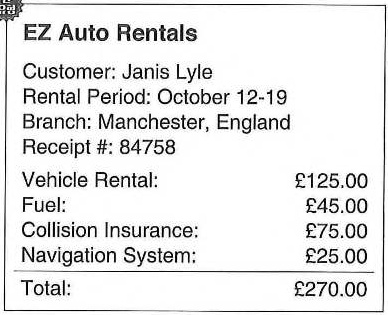 EZ Auto Rentals
Customer: Janis Lyle
Rental Period: October 12-19
Branch: Manchester, England
Receipt #: 84758
Vehicle Rental: £125.00
Fuel: £45.00
Collision Insurance: £75.00
Navigation System: £25.00
Total: £270.00